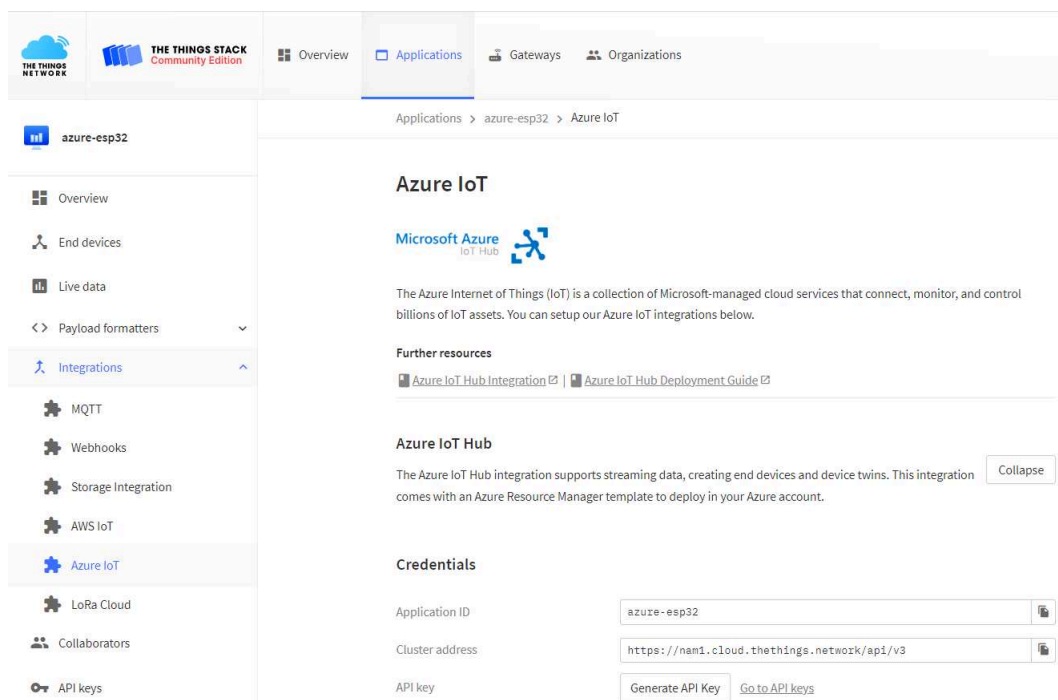 THE THINGS
NETWORK
THE THINGS STACK
Community Edition
Overview
Applications
Gateways
Organizations
azure-esp32
Applications > azure-esp32 > Azure IoT
Overview
End devices
Live data
Payload formatters
Integrations
MQTT
Webhooks
Storage Integration
AWS IoT
Azure IoT
LoRa Cloud
Collaborators
API keys
Azure IoT
Microsoft Azure
IoT Hub
The Azure Internet of Things (IoT) is a collection of Microsoft-managed cloud services that connect, monitor, and control
billions of IoT assets. You can setup our Azure IoT integrations below.
Further resources
Azure IoT Hub Integration | Azure IoT Hub Deployment Guide
Azure IoT Hub
The Azure IoT Hub integration supports streaming data, creating end devices and device twins. This integration
comes with an Azure Resource Manager template to deploy in your Azure account.
Collapse
Credentials
Application ID
azure-esp32
Cluster address
https://nam1.cloud.thethings.network/api/v3
API key
Generate API Key
Go to API keys